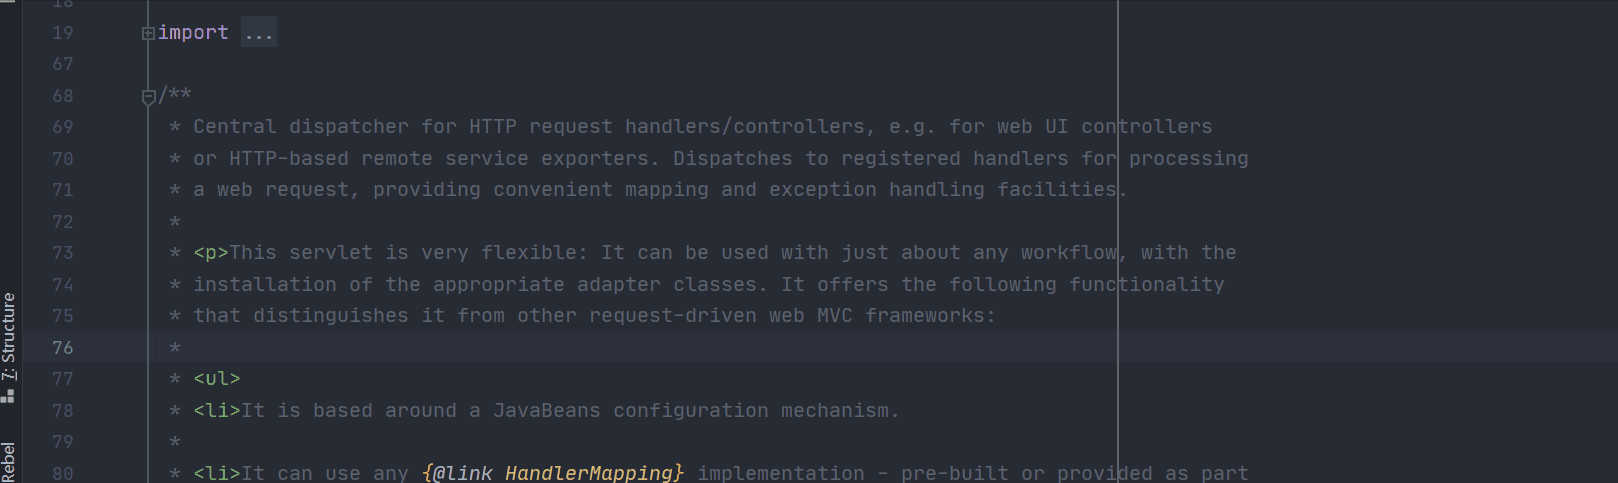 18
19 import ...
67
68 /**
69 * Central dispatcher for HTTP request handlers/controllers, e.g. for web UI controllers
70 * or HTTP-based remote service exporters. Dispatches to registered handlers for processing
71 * a web request, providing convenient mapping and exception handling facilities.
72 *
73 * <p>This servlet is very flexible: It can be used with just about any workflow, with the
74 * installation of the appropriate adapter classes. It offers the following functionality
75 * that distinguishes it from other request-driven web MVC frameworks:
76 *
77 * <ul>
78 * <li>It is based around a JavaBeans configuration mechanism.
79 *
80 * <li>It can use any {@link HandlerMapping} implementation - pre-built or provided as part
7: Structure
Rebel